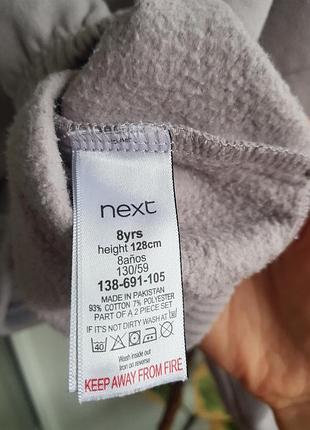 next
8yrs
height 128cm
8años
130/59
138-691-105
MADE IN PAKISTAN
93% COTTON 7% POLYESTER
PART OF A 2 PIECE SET
IF IT'S NOT DIRTY WASH AT
40
Wash inside out
Iron on reverse
KEEP AWAY FROM FIRE